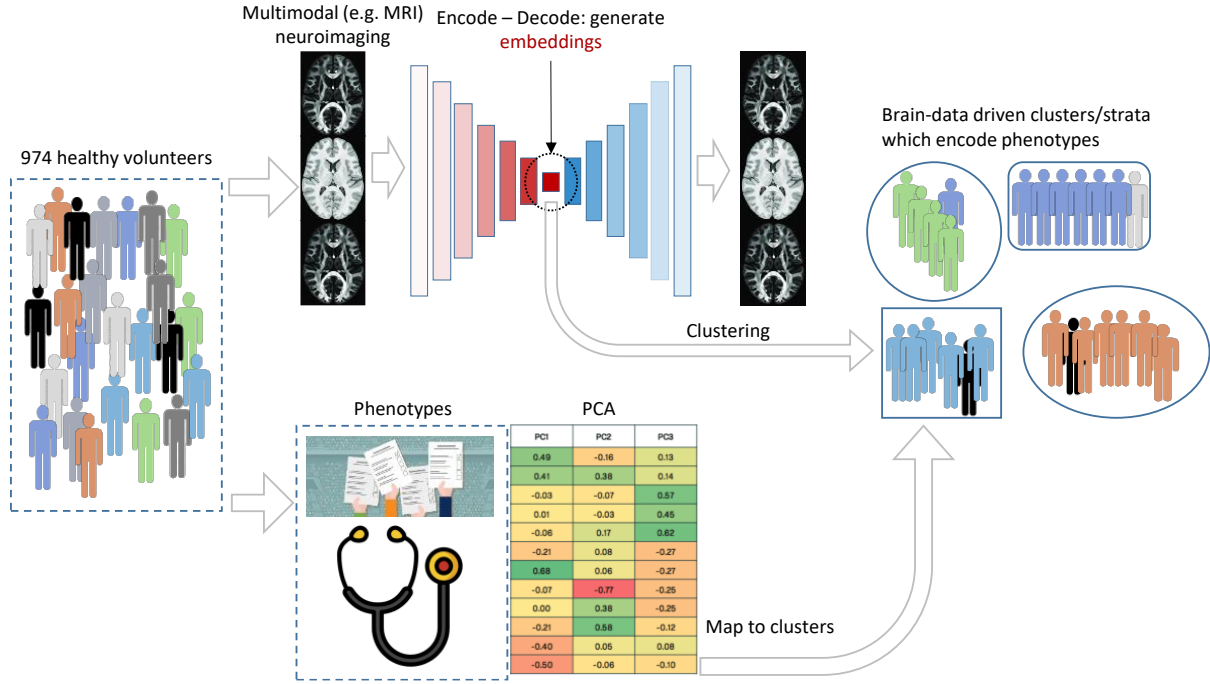 Multimodal (e.g. MRI)
neuroimaging
Encode – Decode: generate
embeddings
974 healthy volunteers
Brain-data driven clusters/strata
which encode phenotypes
Clustering
Phenotypes
PCA
PC1 PC2 PC3
0.49 -0.16 0.13
0.41 0.38 0.14
-0.03 -0.07 0.57
0.01 -0.03 0.45
-0.06 0.17 0.62
-0.21 0.08 -0.27
0.68 0.06 -0.27
-0.07 -0.77 -0.25
0.00 0.38 -0.25
-0.21 0.58 -0.12
-0.40 0.05 0.08
-0.50 -0.06 -0.10
Map to clusters